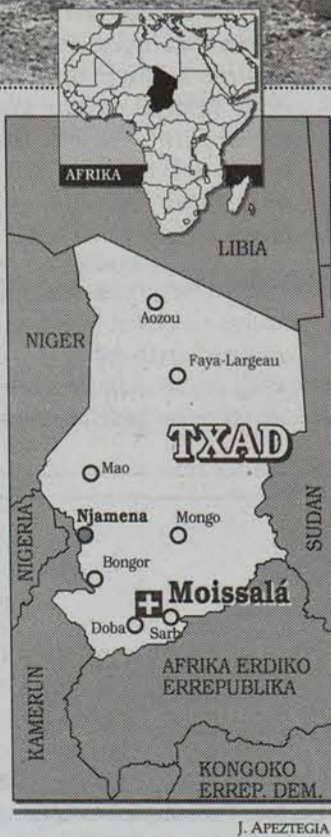 AFRIKA
LIBIA
Aozou
NIGER
Faya-Largeau
TXAD
Mao
SUDAN
NIGERIA
Njamena
Mongo
Bongor
Moissalá
Doba
Sarh
KAMERUN
AFRIKA ERDIKO
ERREPUBLIKA
KONGOKO
ERREP. DEM.
J. APEZTEGIA